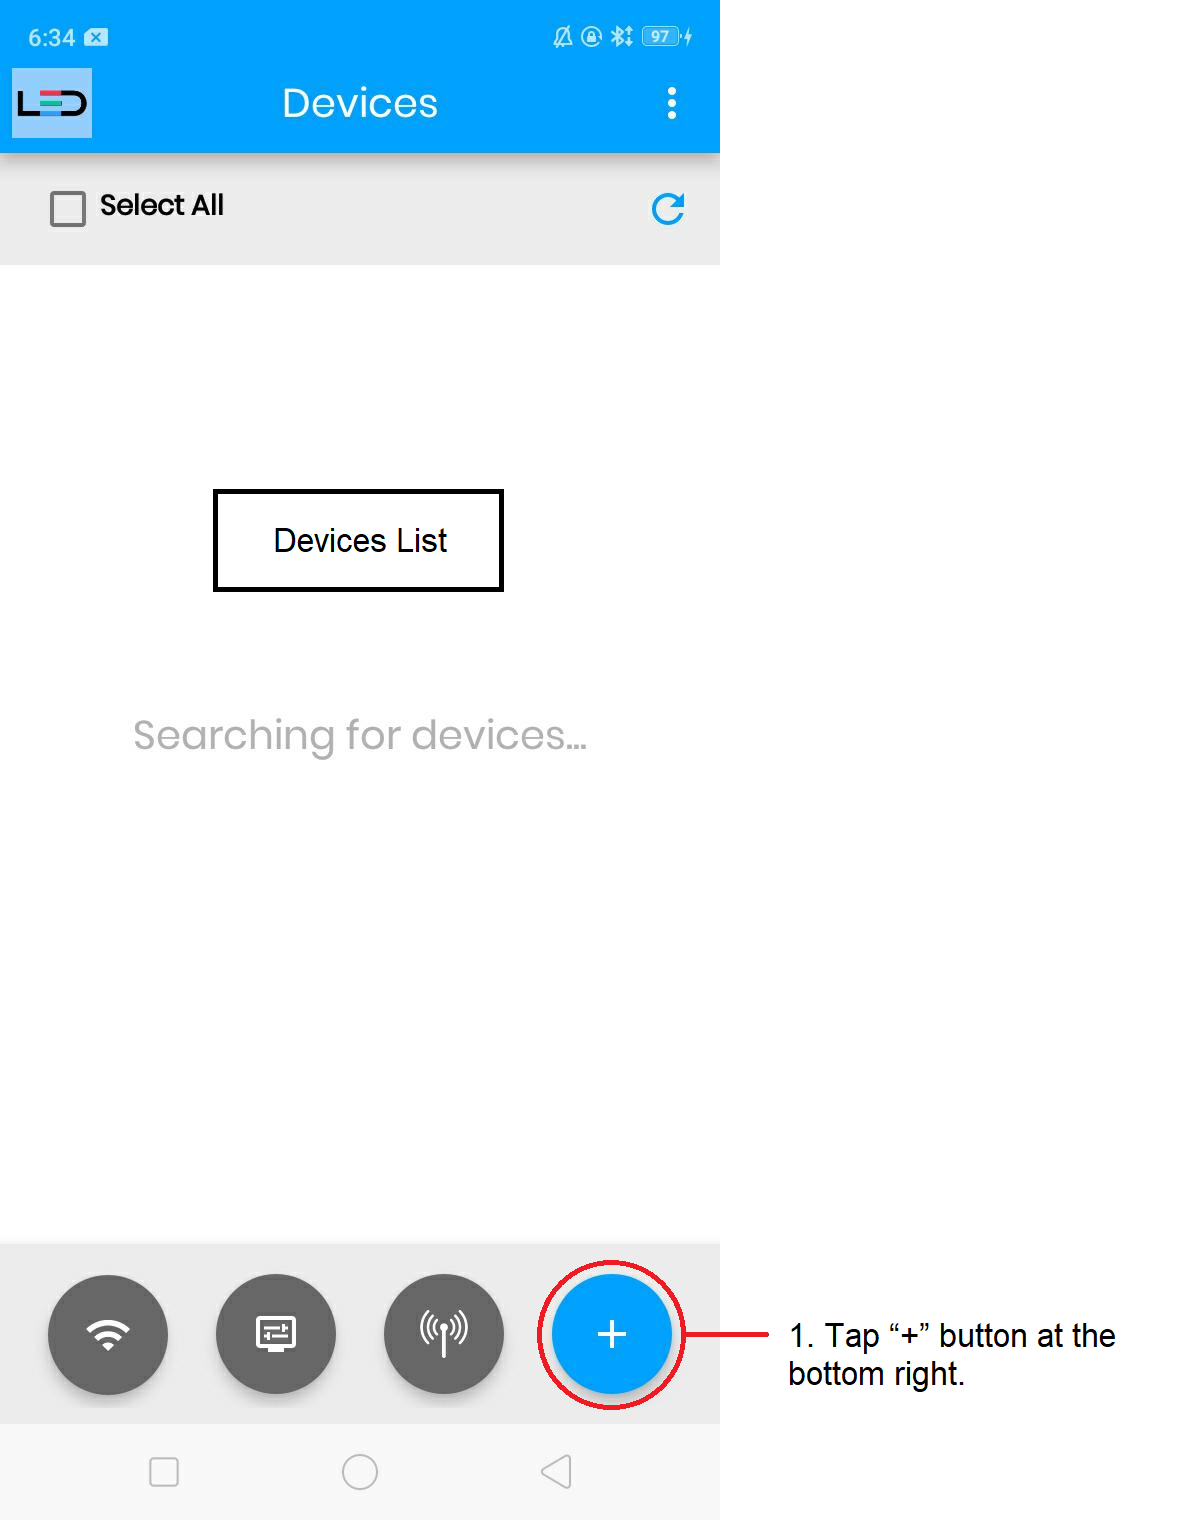 6:34
97
LED
Devices
Select All
Devices List
Searching for devices...
1. Tap “+” button at the
bottom right.